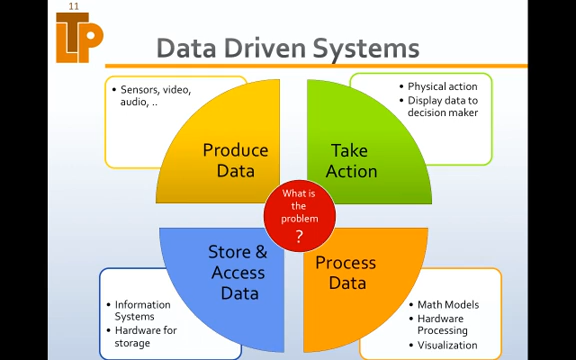 11
LTP
Data Driven Systems
• Sensors, video,
audio, ..
• Physical action
• Display data to
decision maker
Produce
Data
Take
Action
What is
the
problem
?
Store &
Access
Data
Process
Data
• Information
Systems
• Hardware for
storage
• Math Models
• Hardware
Processing
• Visualization